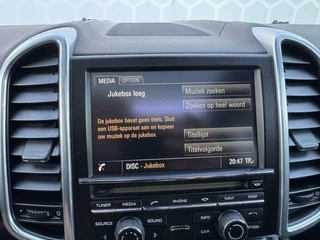 MEDIA OPTION
Jukebox leeg
Muziek zoeken
Zoeken op heel woord
De jukebox bevat geen titels. Sluit
een USB-apparaat aan en kopieer
uw muziek op de jukebox.
Titellijst
Titelvolgorde
DISC - Jukebox
20:47 TP
TUNER MEDIA PHONE MAP NAVI CAR
SOURCE
INFO